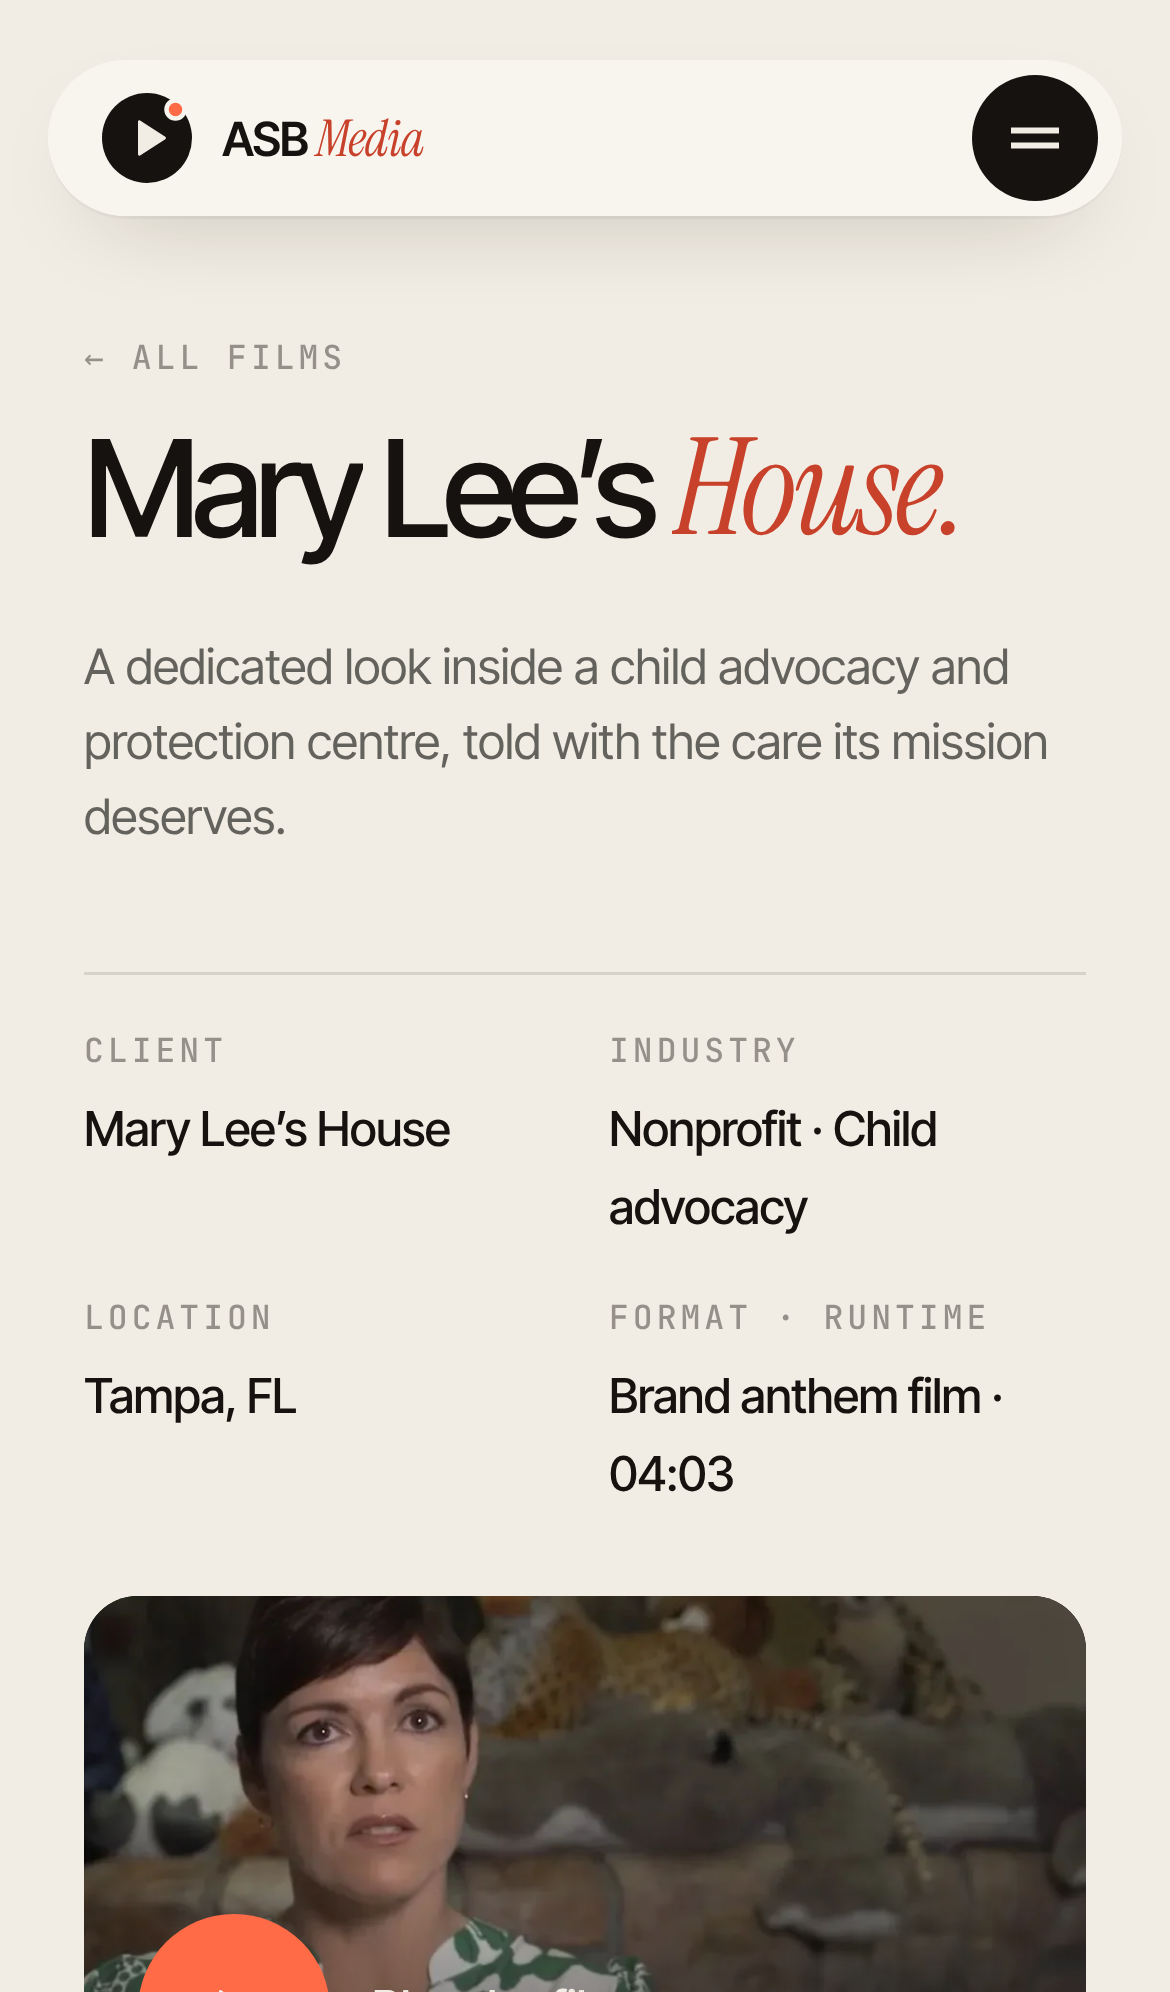 ASB Media
← ALL FILMS
Mary Lee’s House.
A dedicated look inside a child advocacy and
protection centre, told with the care its mission
deserves.
CLIENT
Mary Lee’s House
INDUSTRY
Nonprofit · Child
advocacy
LOCATION
Tampa, FL
FORMAT · RUNTIME
Brand anthem film ·
04:03